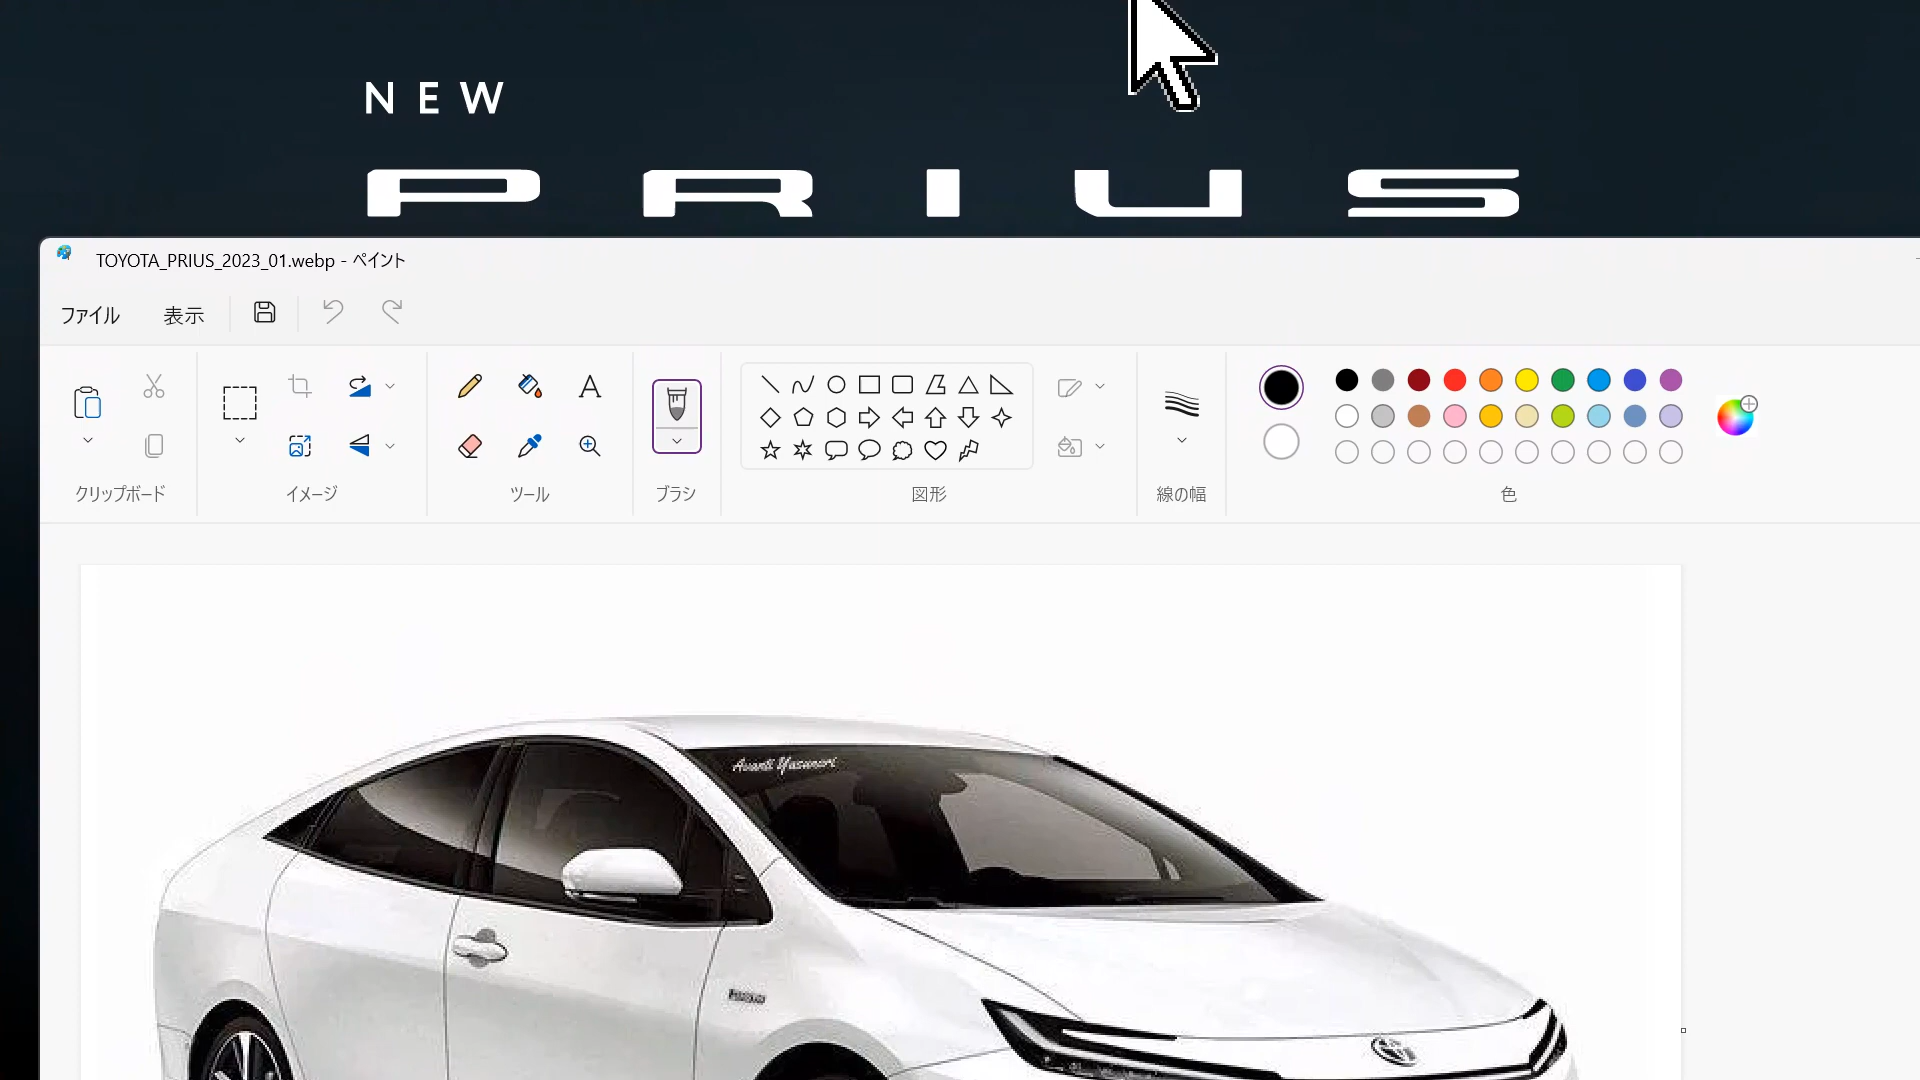 NEW
PRIUS
TOYOTA_PRIUS_2023_01.webp - ペイント
ファイル 表示
クリップボード イメージ ツール ブラシ 図形 線の幅 色
Avanti Yasunori